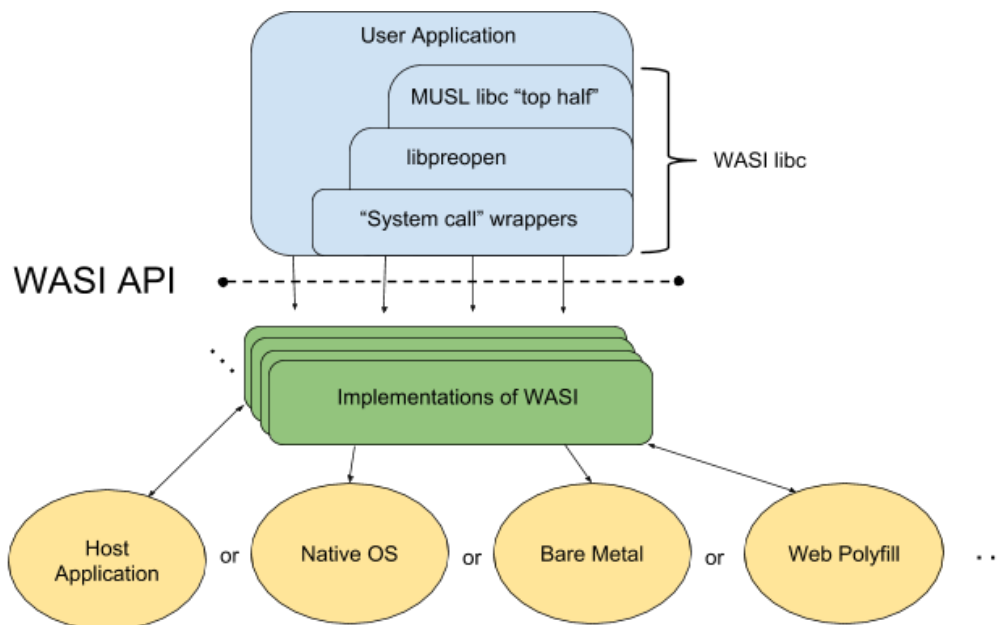 User Application
MUSL libc “top half”
libpreopen
“System call” wrappers
WASI libc
WASI API
Implementations of WASI
Host
Application
or
Native OS
or
Bare Metal
or
Web Polyfill
. .